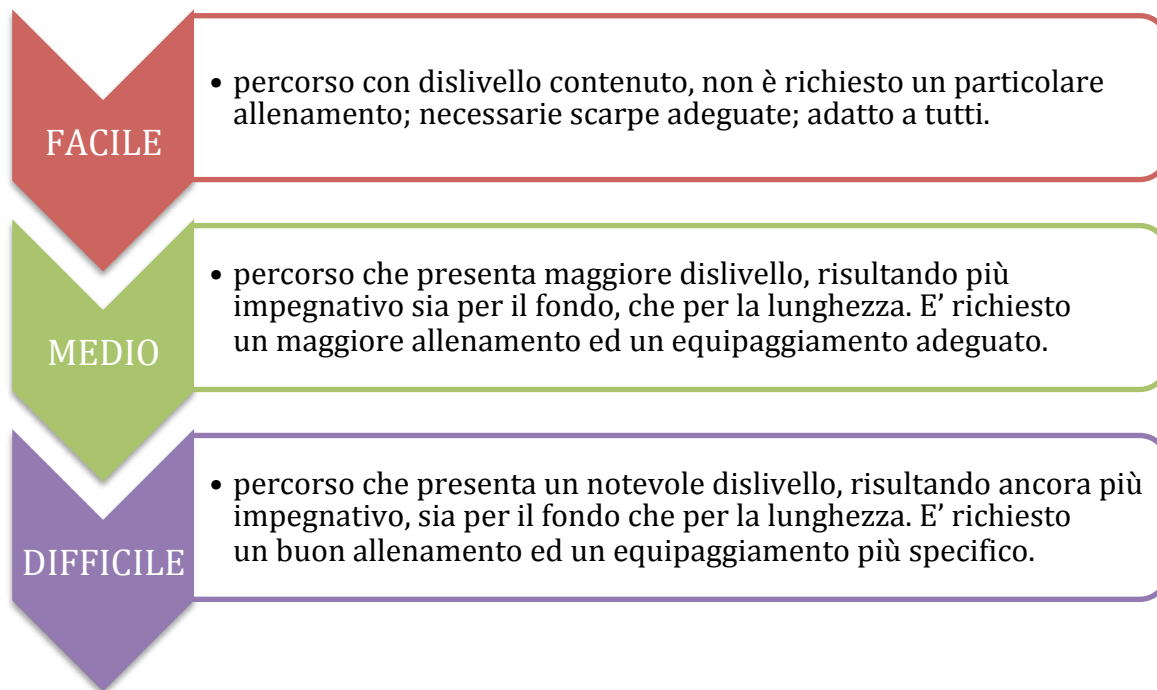 FACILE
• percorso con dislivello contenuto, non è richiesto un particolare
allenamento; necessarie scarpe adeguate; adatto a tutti.
MEDIO
• percorso che presenta maggiore dislivello, risultando più
impegnativo sia per il fondo, che per la lunghezza. E’ richiesto
un maggiore allenamento ed un equipaggiamento adeguato.
DIFFICILE
• percorso che presenta un notevole dislivello, risultando ancora più
impegnativo, sia per il fondo che per la lunghezza. E’ richiesto
un buon allenamento ed un equipaggiamento più specifico.